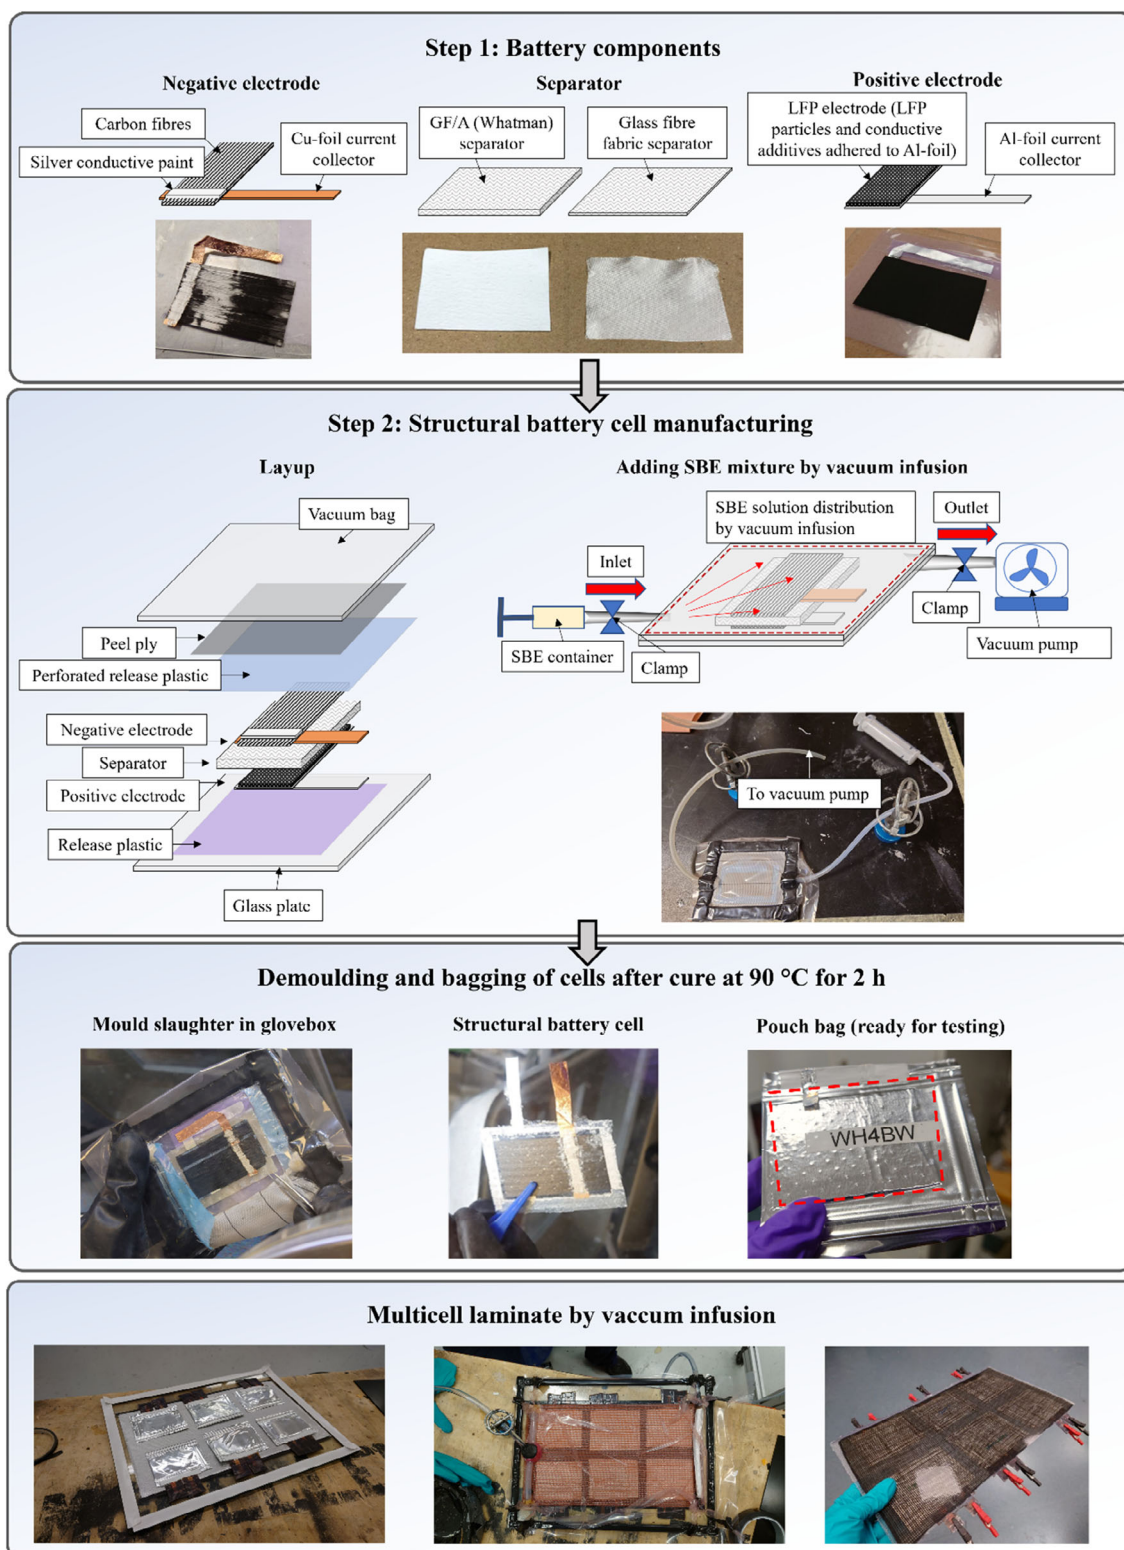 Step 1: Battery components
Negative electrode
Carbon fibres
Silver conductive paint
Cu-foil current
collector
Separator
GF/A (Whatman)
separator
Glass fibre
fabric separator
Positive electrode
LFP electrode (LFP
particles and conductive
additives adhered to Al-foil)
Al-foil current
collector
Step 2: Structural battery cell manufacturing
Layup
Vacuum bag
Peel ply
Perforated release plastic
Negative electrode
Separator
Positive electrode
Release plastic
Glass plate
Adding SBE mixture by vacuum infusion
SBE solution distribution
by vacuum infusion
Outlet
Inlet
Clamp
SBE container
Clamp
Vacuum pump
To vacuum pump
Demoulding and bagging of cells after cure at 90 °C for 2 h
Mould slaughter in glovebox
Structural battery cell
Pouch bag (ready for testing)
WH4BW
Multicell laminate by vaccum infusion